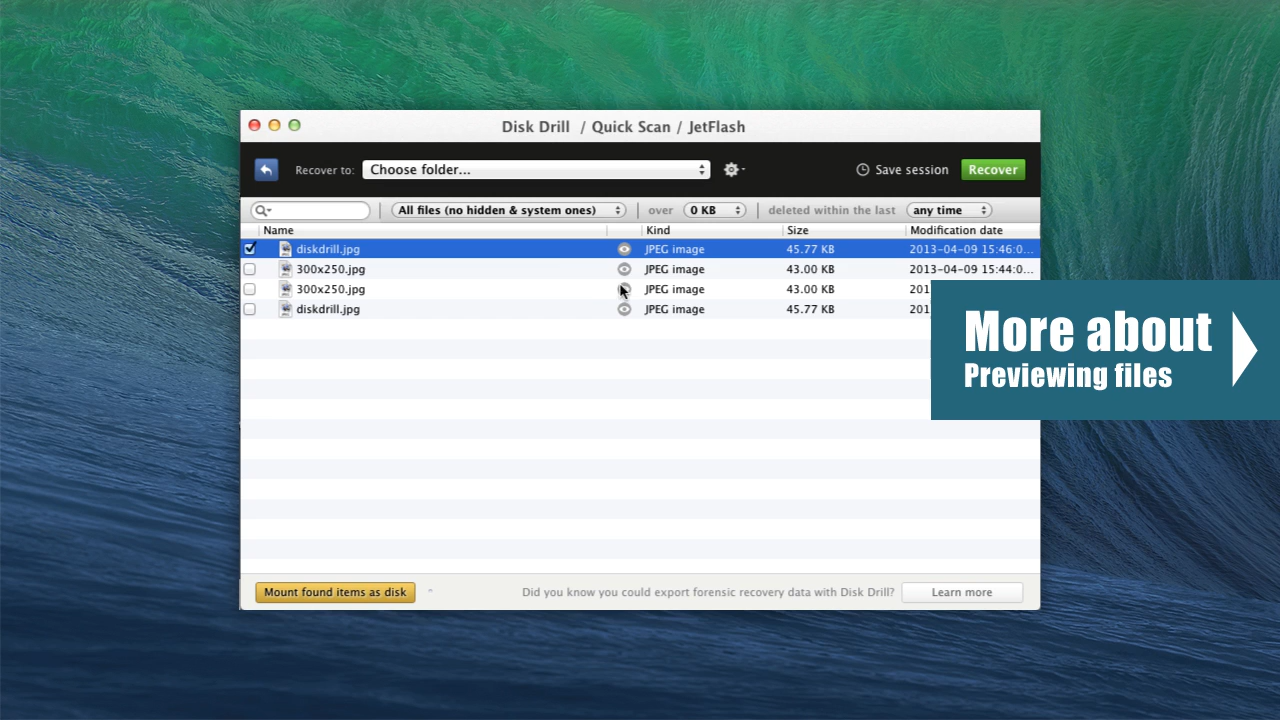 Disk Drill / Quick Scan / JetFlash
Recover to: Choose folder... Save session Recover
All files (no hidden & system ones) over 0 KB deleted within the last any time
Name Kind Size Modification date
diskdrill.jpg JPEG image 45.77 KB 2013-04-09 15:46:0...
300x250.jpg JPEG image 43.00 KB 2013-04-09 15:44:0...
300x250.jpg JPEG image 43.00 KB 201
diskdrill.jpg JPEG image 45.77 KB 201
More about
Previewing files
Mount found items as disk Did you know you could export forensic recovery data with Disk Drill? Learn more